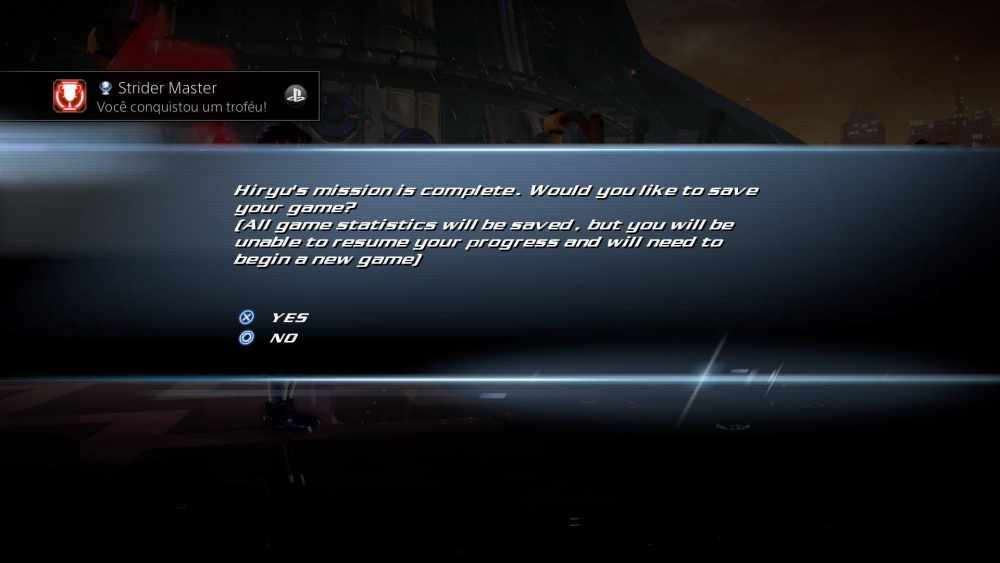 Strider Master
Você conquistou um troféu!
Hiryu's mission is complete. Would you like to save
your game?
(All game statistics will be saved, but you will be
unable to resume your progress and will need to
begin a new game)
YES
NO